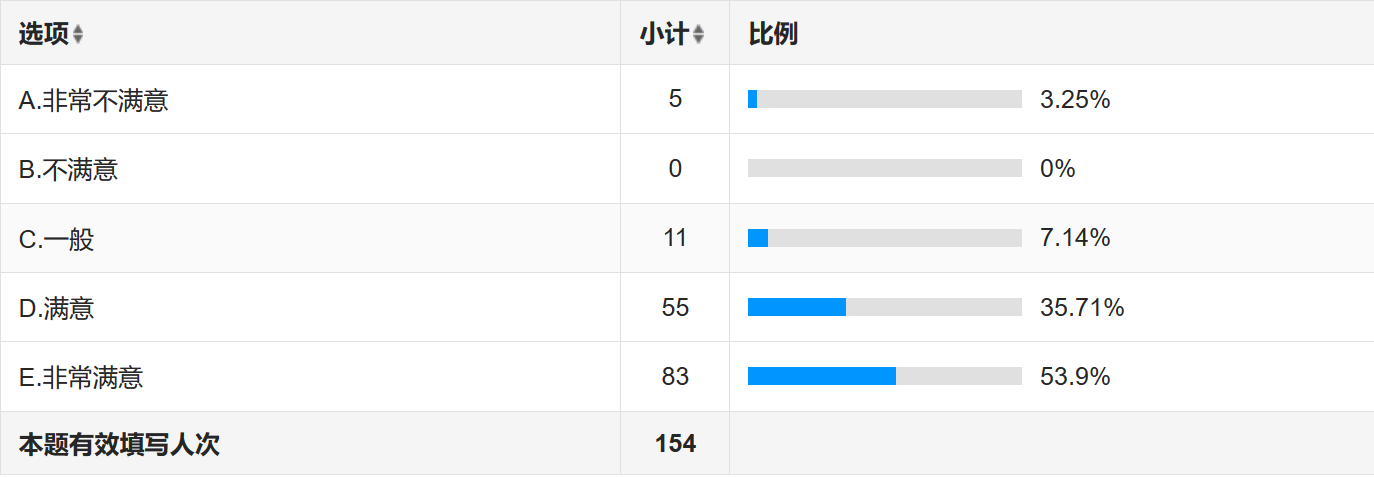 选项 小计 比例
A.非常不满意 5 3.25%
B.不满意 0 0%
C.一般 11 7.14%
D.满意 55 35.71%
E.非常满意 83 53.9%
本题有效填写人次 154